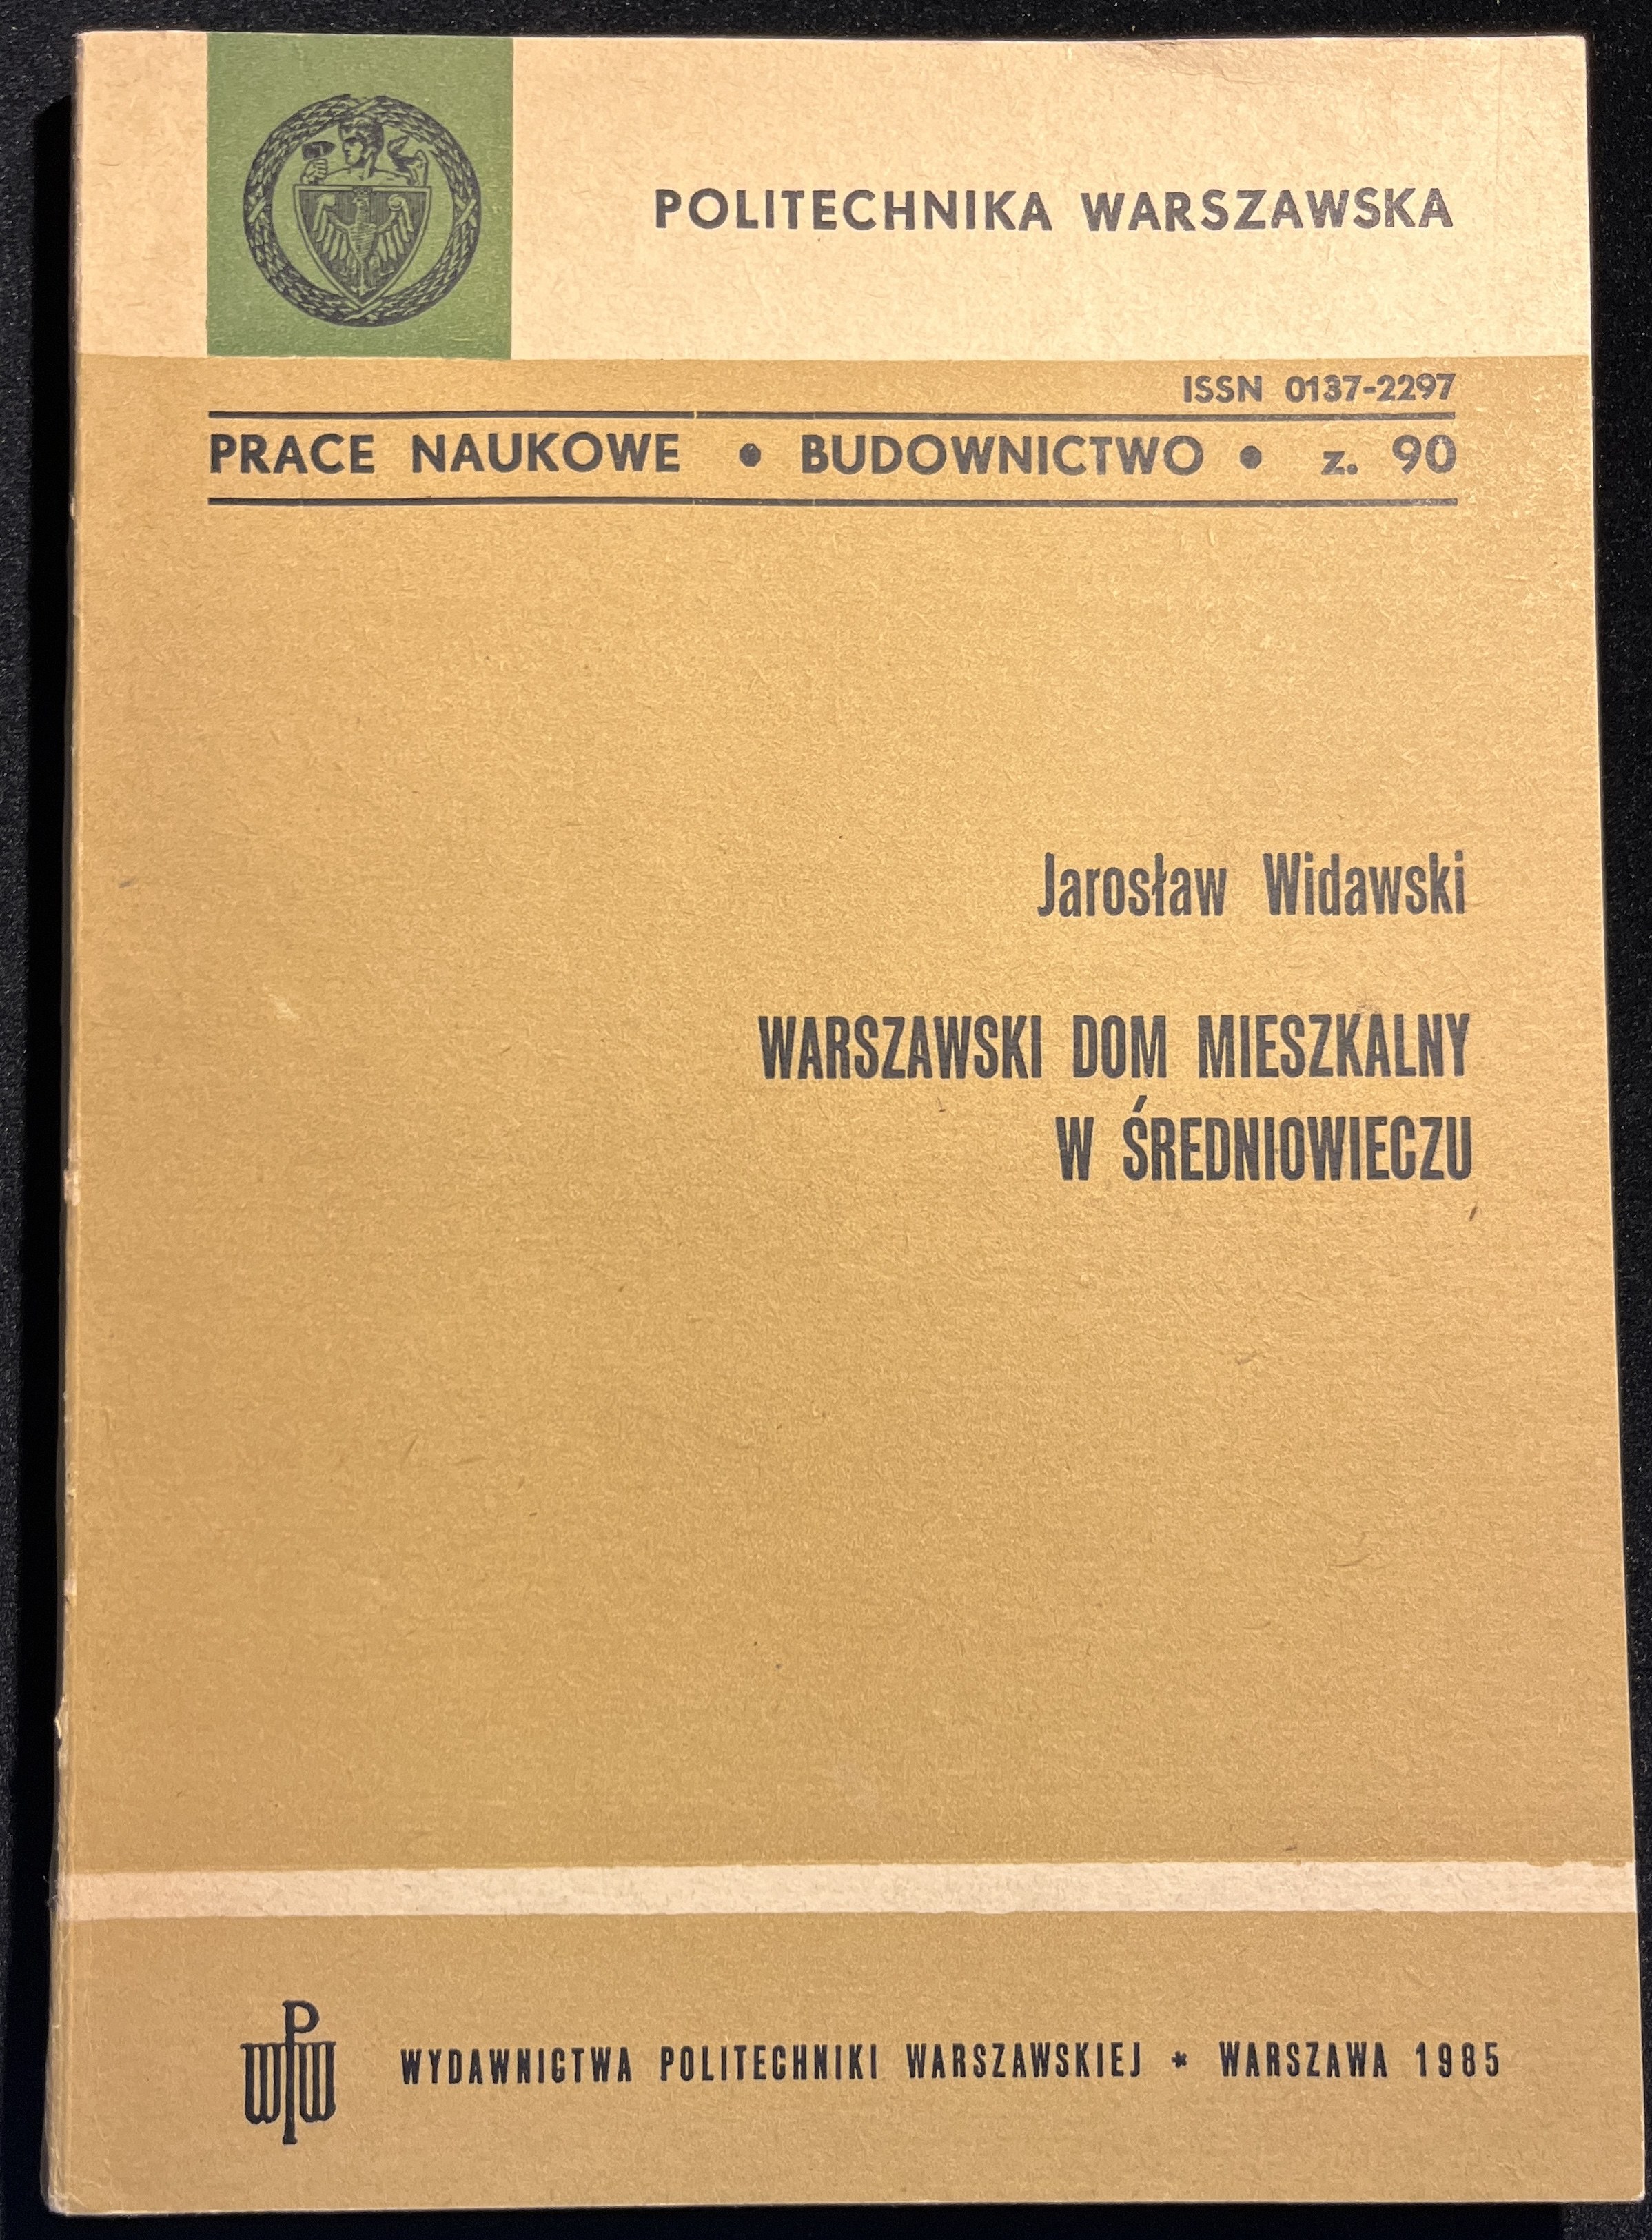 POLITECHNIKA WARSZAWSKA
ISSN 0137-2297
PRACE NAUKOWE • BUDOWNICTWO • z. 90
Jarosław Widawski
WARSZAWSKI DOM MIESZKALNY
W ŚREDNIOWIECZU
WPW
WYDAWNICTWA POLITECHNIKI WARSZAWSKIEJ * WARSZAWA 1985